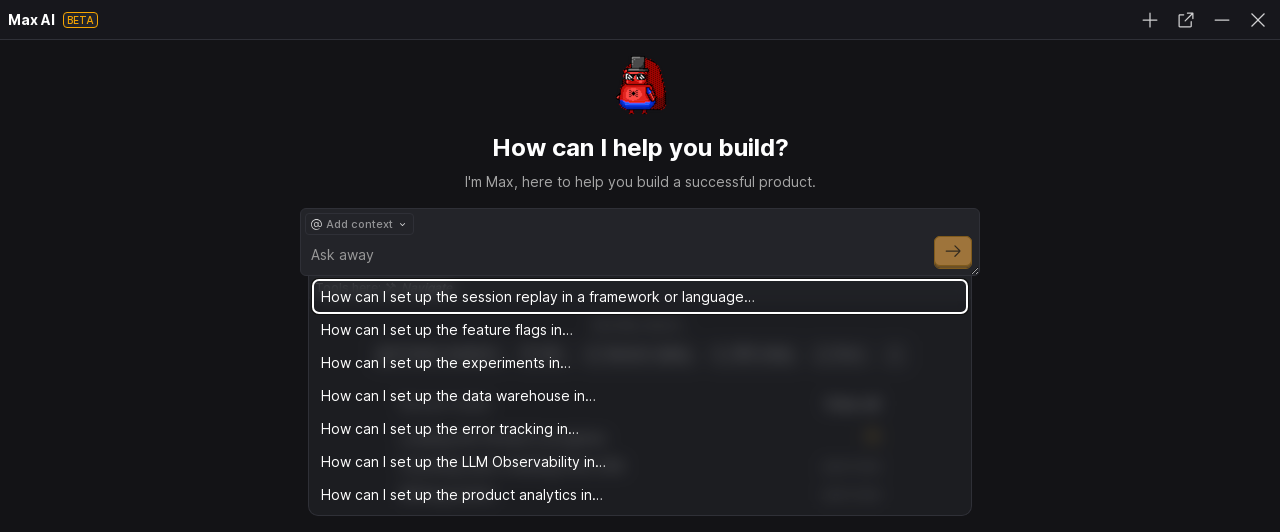 Max AI BETA
How can I help you build?
I'm Max, here to help you build a successful product.
@ Add context
Ask away
How can I set up the session replay in a framework or language…
How can I set up the feature flags in…
How can I set up the experiments in…
How can I set up the data warehouse in…
How can I set up the error tracking in…
How can I set up the LLM Observability in…
How can I set up the product analytics in…